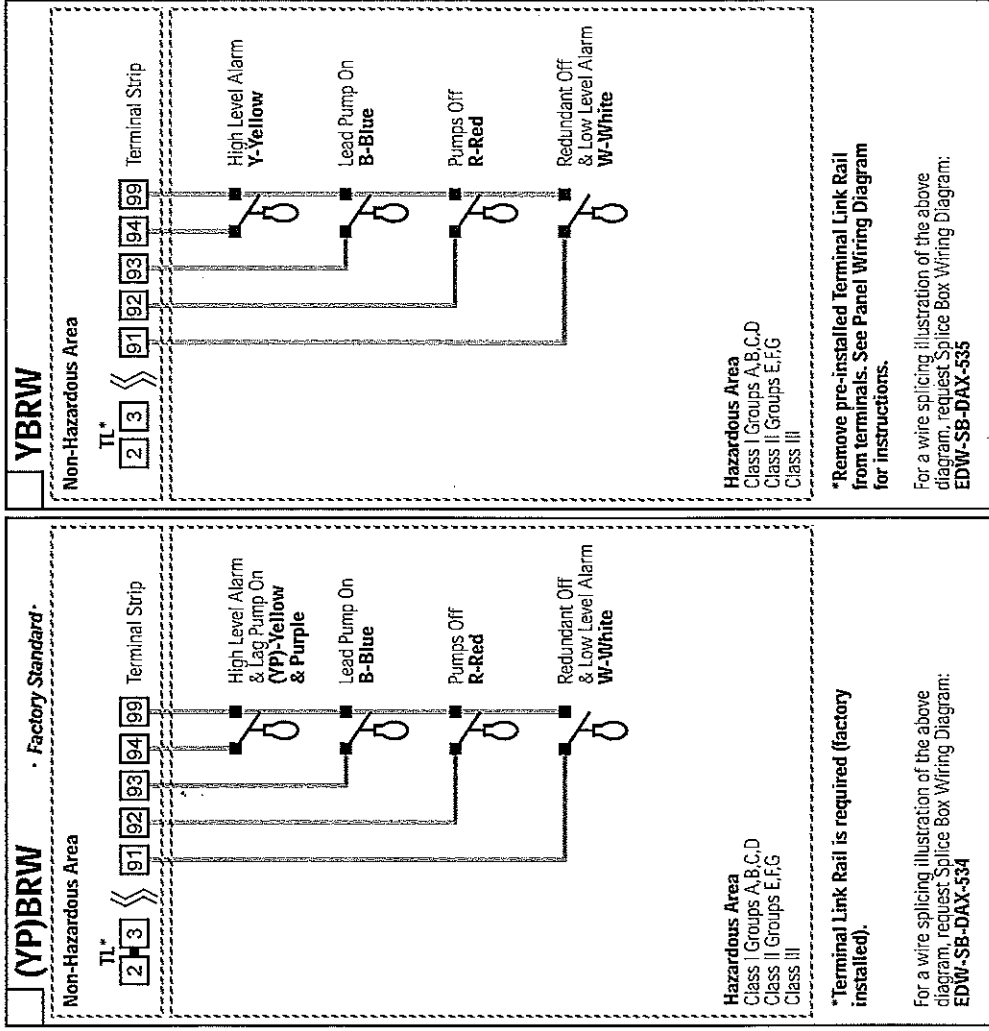 (YP)BRW
· Factory Standard ·
Non-Hazardous Area
TL*
2 3 91 92 93 94 99 Terminal Strip
High Level Alarm
& Lag Pump On
(YP)-Yellow
& Purple
Lead Pump On
B-Blue
Pumps Off
R-Red
Redundant Off
& Low Level Alarm
W-White
Hazardous Area
Class I Groups A,B,C,D
Class II Groups E,F,G
Class III
*Terminal Link Rail is required (factory
installed).
For a wire splicing illustration of the above
diagram, request Splice Box Wiring Diagram:
EDW-SB-DAX-534
YBRW
Non-Hazardous Area
TL*
2 3 91 92 93 94 99 Terminal Strip
High Level Alarm
Y-Yellow
Lead Pump On
B-Blue
Pumps Off
R-Red
Redundant Off
& Low Level Alarm
W-White
Hazardous Area
Class I Groups A,B,C,D
Class II Groups E,F,G
Class III
*Remove pre-installed Terminal Link Rail
from terminals. See Panel Wiring Diagram
for instructions.
For a wire splicing illustration of the above
diagram, request Splice Box Wiring Diagram:
EDW-SB-DAX-535